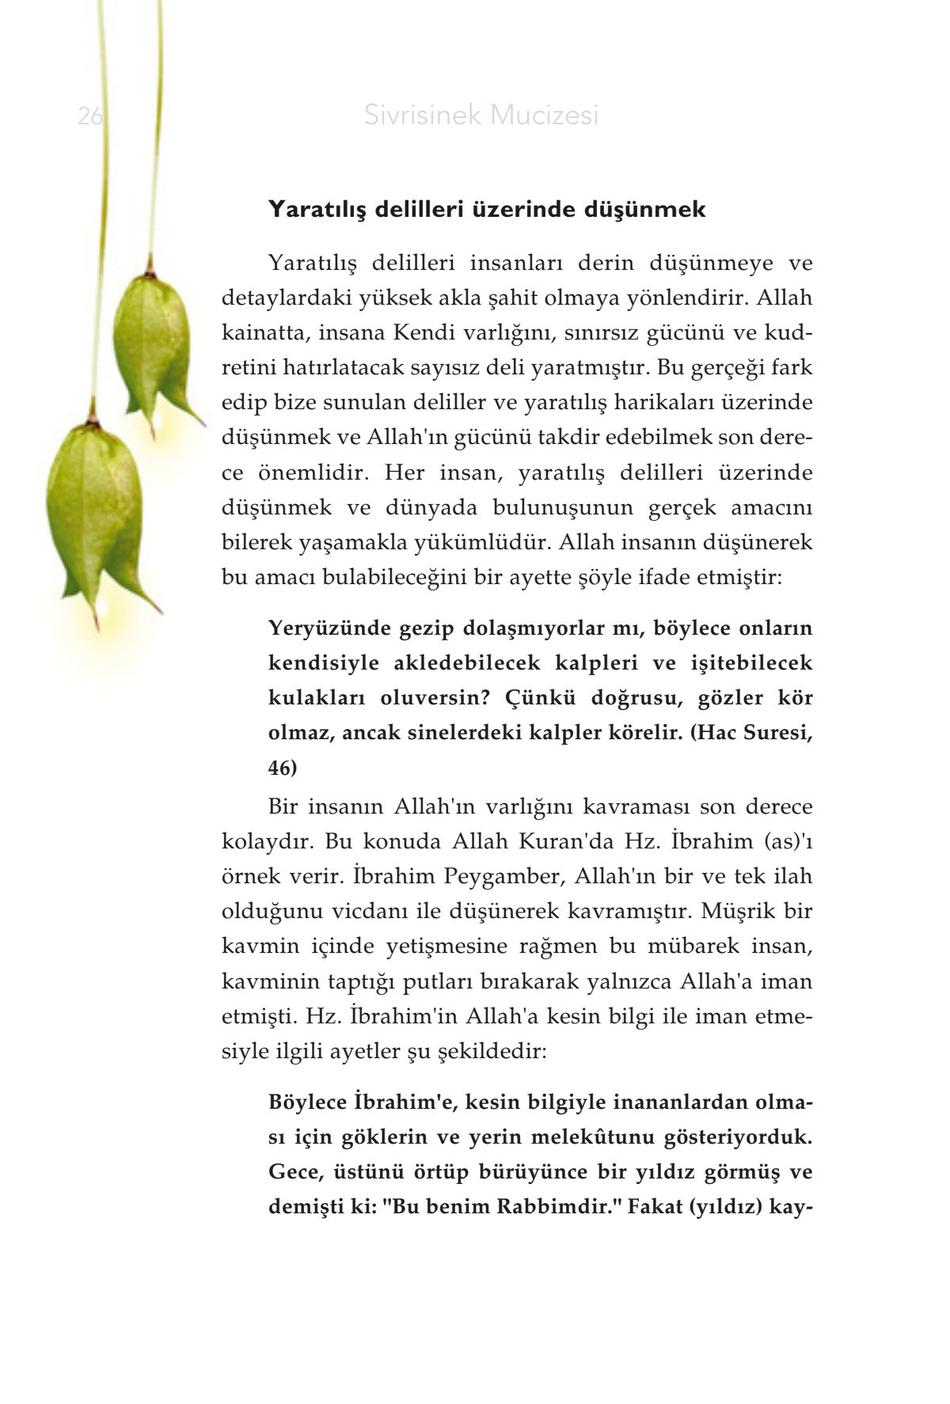 26
Sivrisinek Mucizesi
Yaratılış delilleri üzerinde düşünmek
Yaratılış delilleri insanları derin düşünmeye ve
detaylardaki yüksek akla şahit olmaya yönlendirir. Allah
kainatta, insana Kendi varlığını, sınırsız gücünü ve kud-
retini hatırlatacak sayısız deli yaratmıştır. Bu gerçeği fark
edip bize sunulan deliller ve yaratılış harikaları üzerinde
düşünmek ve Allah'ın gücünü takdir edebilmek son dere-
ce önemlidir. Her insan, yaratılış delilleri üzerinde
düşünmek ve dünyada bulunuşunun gerçek amacını
bilerek yaşamakla yükümlüdür. Allah insanın düşünerek
bu amacı bulabileceğini bir ayette şöyle ifade etmiştir:
Yeryüzünde gezip dolaşmıyorlar mı, böylece onların
kendisiyle akledebilecek kalpleri ve işitebilecek
kulakları oluversin? Çünkü doğrusu, gözler kör
olmaz, ancak sinelerdeki kalpler körelir. (Hac Suresi,
46)
Bir insanın Allah'ın varlığını kavraması son derece
kolaydır. Bu konuda Allah Kuran'da Hz. İbrahim (as)'ı
örnek verir. İbrahim Peygamber, Allah'ın bir ve tek ilah
olduğunu vicdanı ile düşünerek kavramıştır. Müşrik bir
kavmin içinde yetişmesine rağmen bu mübarek insan,
kavminin taptığı putları bırakarak yalnızca Allah'a iman
etmişti. Hz. İbrahim'in Allah'a kesin bilgi ile iman etme-
siyle ilgili ayetler şu şekildedir:
Böylece İbrahim'e, kesin bilgiyle inananlardan olma-
sı için göklerin ve yerin melekûtunu gösteriyorduk.
Gece, üstünü örtüp bürüyünce bir yıldız görmüş ve
demişti ki: "Bu benim Rabbimdir." Fakat (yıldız) kay-